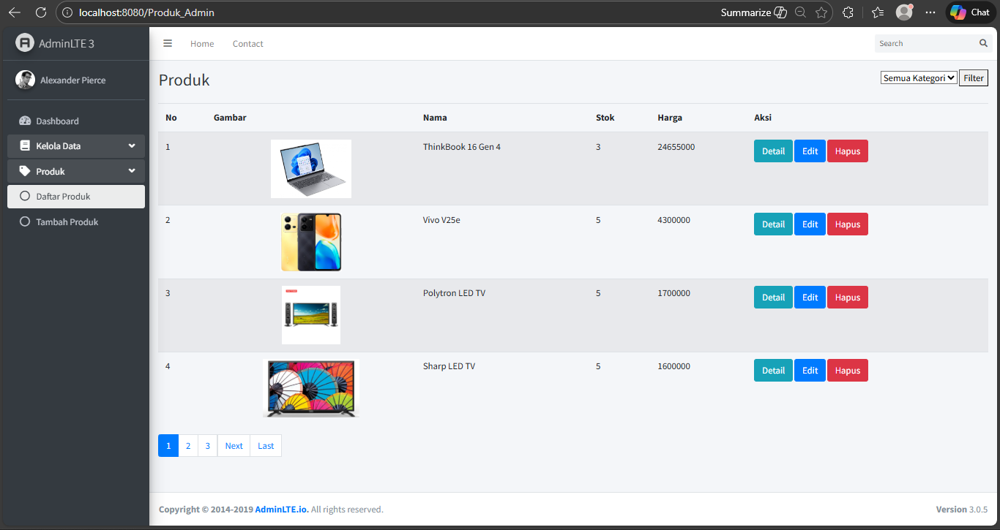 localhost:8080/Produk_Admin Summarize Chat
AdminLTE 3 Home Contact Search
Alexander Pierce
Produk Semua Kategori Filter
Dashboard
Kelola Data
Produk
Daftar Produk
Tambah Produk
No Gambar Nama Stok Harga Aksi
1 ThinkBook 16 Gen 4 3 24655000 Detail Edit Hapus
2 Vivo V25e 5 4300000 Detail Edit Hapus
3 Polytron LED TV 5 1700000 Detail Edit Hapus
4 Sharp LED TV 5 1600000 Detail Edit Hapus
1 2 3 Next Last
Copyright © 2014-2019 AdminLTE.io. All rights reserved. Version 3.0.5